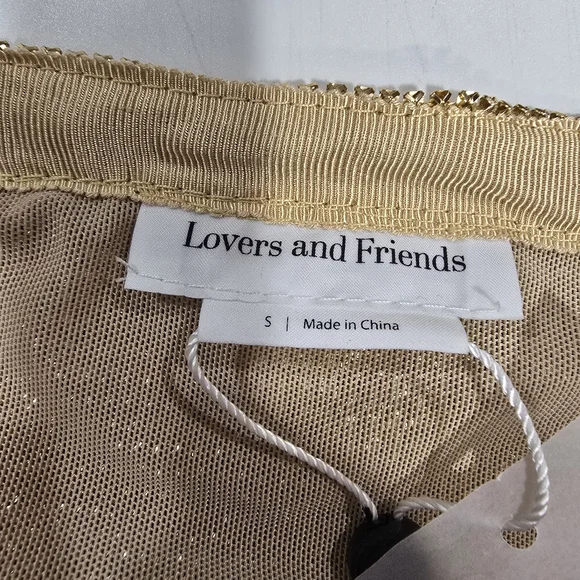 Lovers and Friends
S | Made in China